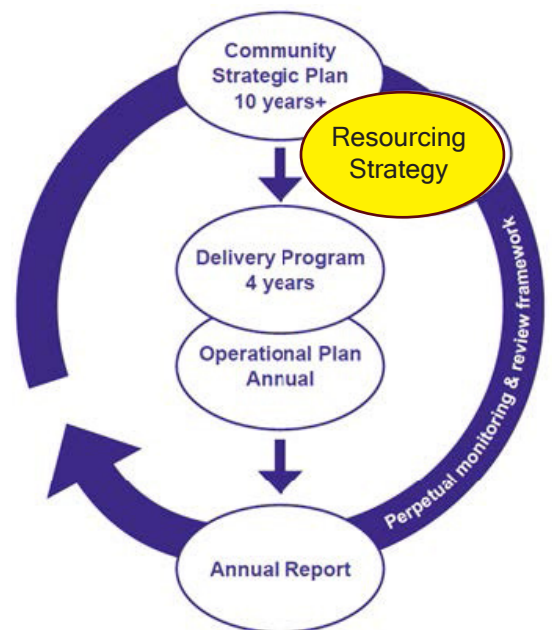 Community
Strategic Plan
10 years+
Resourcing
Strategy
Delivery Program
4 years
Operational Plan
Annual
Perpetual monitoring & review framework
Annual Report